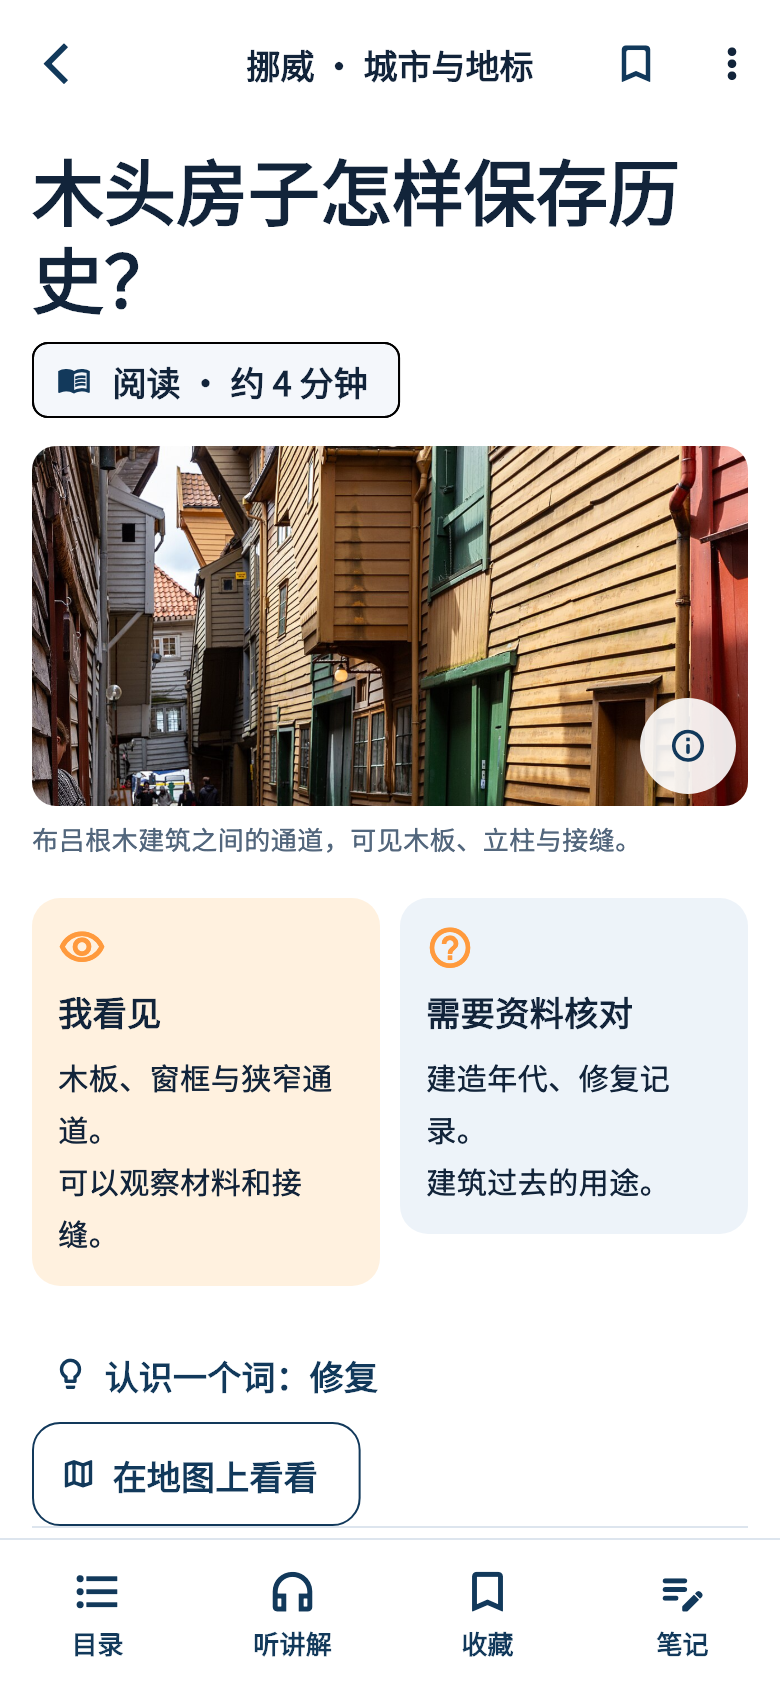 挪威 · 城市与地标
木头房子怎样保存历
史？
阅读 · 约 4 分钟
布吕根木建筑之间的通道，可见木板、立柱与接缝。
我看见
木板、窗框与狭窄通
道。
可以观察材料和接
缝。
需要资料核对
建造年代、修复记
录。
建筑过去的用途。
认识一个词：修复
在地图上看看
目录
听讲解
收藏
笔记